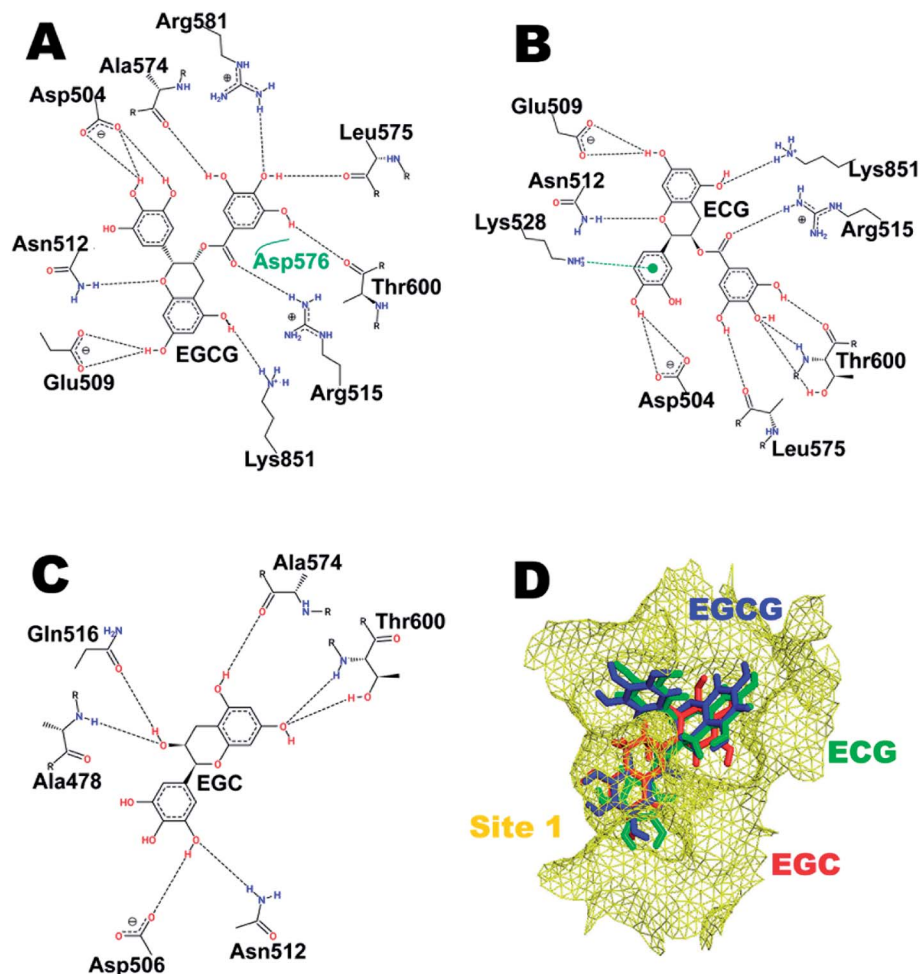 A
Arg581
Ala574
Asp504
Leu575
Asn512
Asp576
Thr600
EGCG
Glu509
Arg515
Lys851
B
Glu509
Lys851
Asn512
ECG
Lys528
Arg515
Thr600
Asp504
Leu575
C
Ala574
Gln516
Thr600
Ala478
EGC
Asp506
Asn512
D
EGCG
ECG
Site 1
EGC